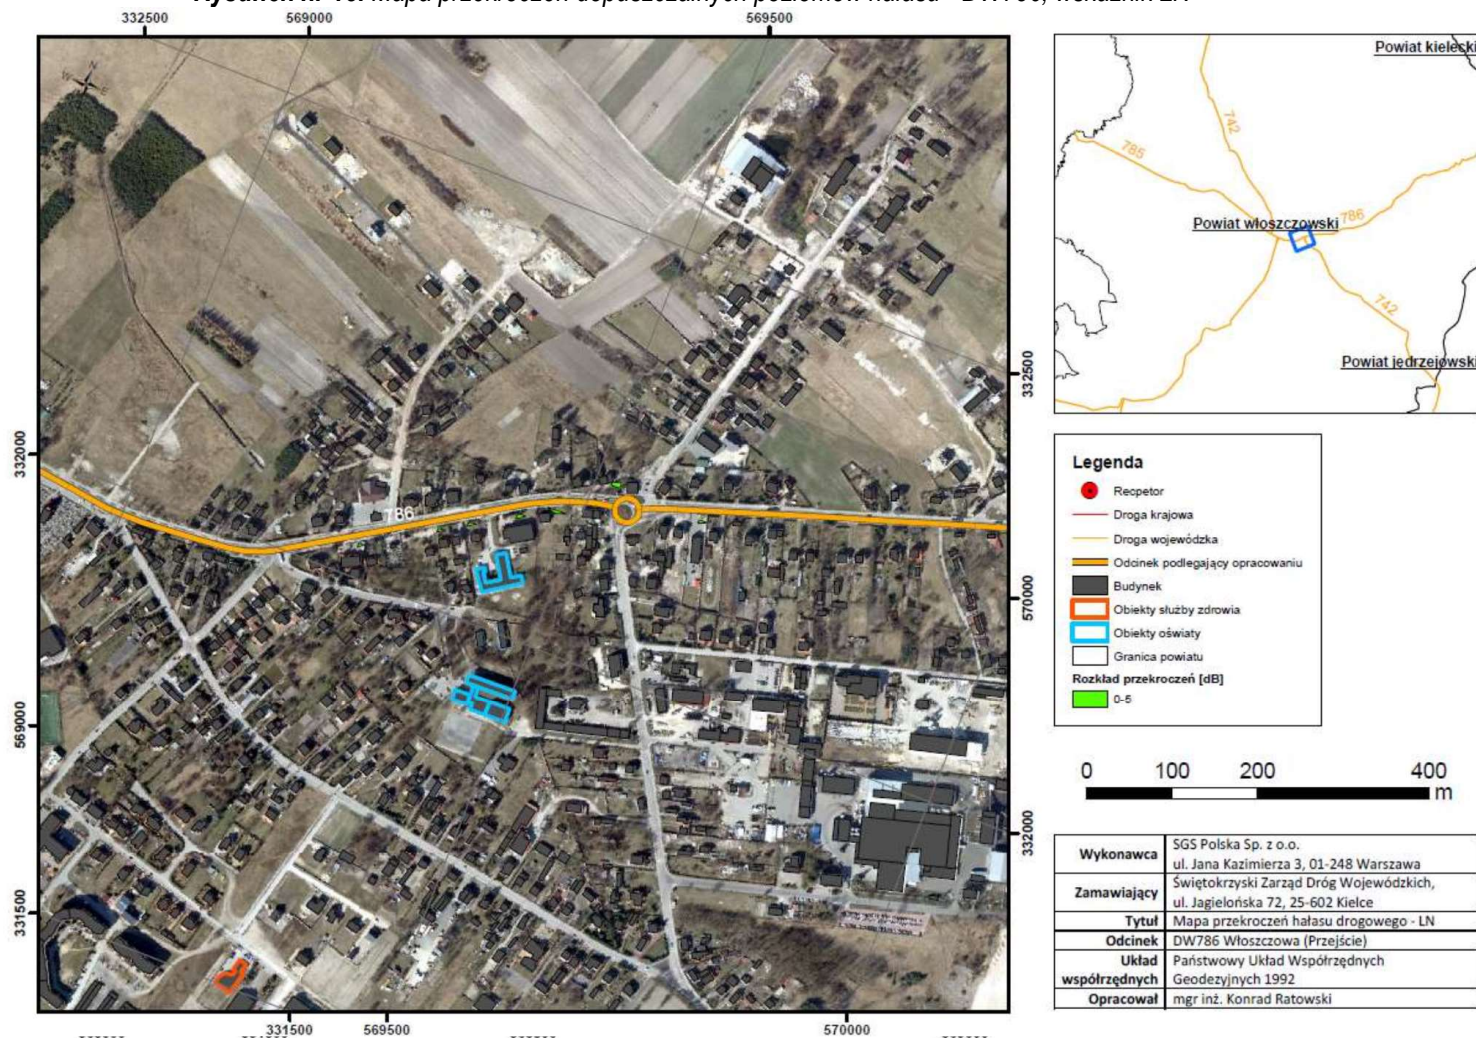 332500
569000
569500
N
W
E
332000
569000
331500
786
332500
570000
332000
331500
569500
570000
Powiat kielecki
742
785
Powiat włoszczowski
786
742
Powiat jędrzejowski
Legenda
Recpetor
Droga krajowa
Droga wojewódzka
Odcinek podlegający opracowaniu
Budynek
Obiekty służby zdrowia
Obiekty oświaty
Granica powiatu
Rozkład przekroczeń [dB]
0-5
0 100 200 400
m
Wykonawca SGS Polska Sp. z o.o.
ul. Jana Kazimierza 3, 01-248 Warszawa
Zamawiający Świętokrzyski Zarząd Dróg Wojewódzkich,
ul. Jagielońska 72, 25-602 Kielce
Tytuł Mapa przekroczeń hałasu drogowego - LN
Odcinek DW786 Włoszczowa (Przejście)
Układ Państwowy Układ Współrzędnych
współrzędnych Geodezyjnych 1992
Opracował mgr inż. Konrad Ratowski